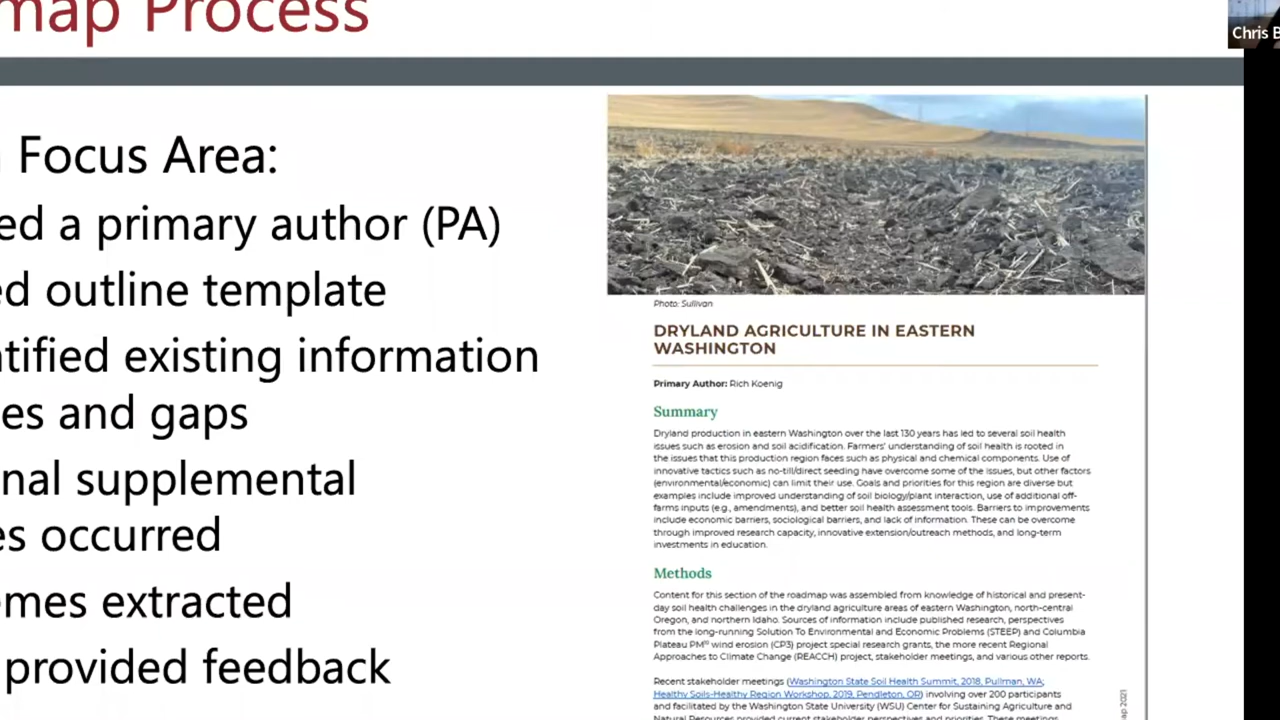 map Process
Chris B
Focus Area:
ed a primary author (PA)
ed outline template
ntified existing information
es and gaps
nal supplemental
es occurred
emes extracted
provided feedback
Photo: Sullivan
DRYLAND AGRICULTURE IN EASTERN
WASHINGTON
Primary Author: Rich Koenig
Summary
Dryland production in eastern Washington over the last 130 years has led to several soil health
issues such as erosion and soil acidification. Farmers' understanding of soil health is rooted in
the issues that this production region faces such as physical and chemical components. Use of
innovative tactics such as no-till/direct seeding have overcome some of the issues, but other factors
(environmental/economic) can limit their use. Goals and priorities for this region are diverse but
examples include improved understanding of soil biology/plant interaction, use of additional off-
farms inputs (e.g., amendments), and better soil health assessment tools. Barriers to improvements
include economic barriers, sociological barriers, and lack of information. These can be overcome
through improved research capacity, innovative extension/outreach methods, and long-term
investments in education.
Methods
Content for this section of the roadmap was assembled from knowledge of historical and present-
day soil health challenges in the dryland agriculture areas of eastern Washington, north-central
Oregon, and northern Idaho. Sources of information include published research, perspectives
from the long-running Solution To Environmental and Economic Problems (STEEP) and Columbia
Plateau PM¹⁰ wind erosion (CP3) project special research grants, the more recent Regional
Approaches to Climate Change (REACCH) project, stakeholder meetings, and various other reports.
Recent stakeholder meetings (Washington State Soil Health Summit, 2018, Pullman, WA;
Healthy Soils-Healthy Region Workshop, 2019, Pendleton, OR) involving over 200 participants
and facilitated by the Washington State University (WSU) Center for Sustaining Agriculture and
Natural Resources provided current stakeholder perspectives and priorities. These meetings
ap 2021